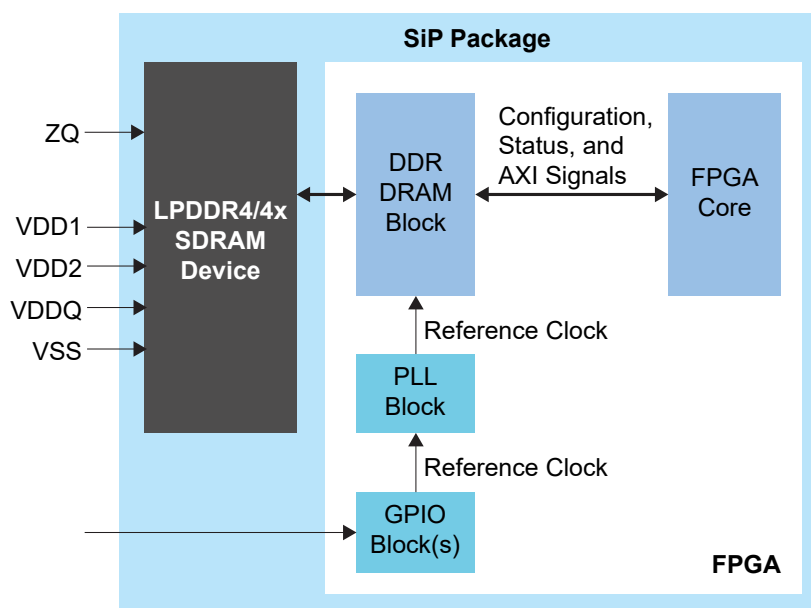 SiP Package
ZQ
VDD1
VDD2
VDDQ
VSS
LPDDR4/4x
SDRAM
Device
DDR
DRAM
Block
Configuration,
Status, and
AXI Signals
FPGA
Core
Reference Clock
PLL
Block
Reference Clock
GPIO
Block(s)
FPGA